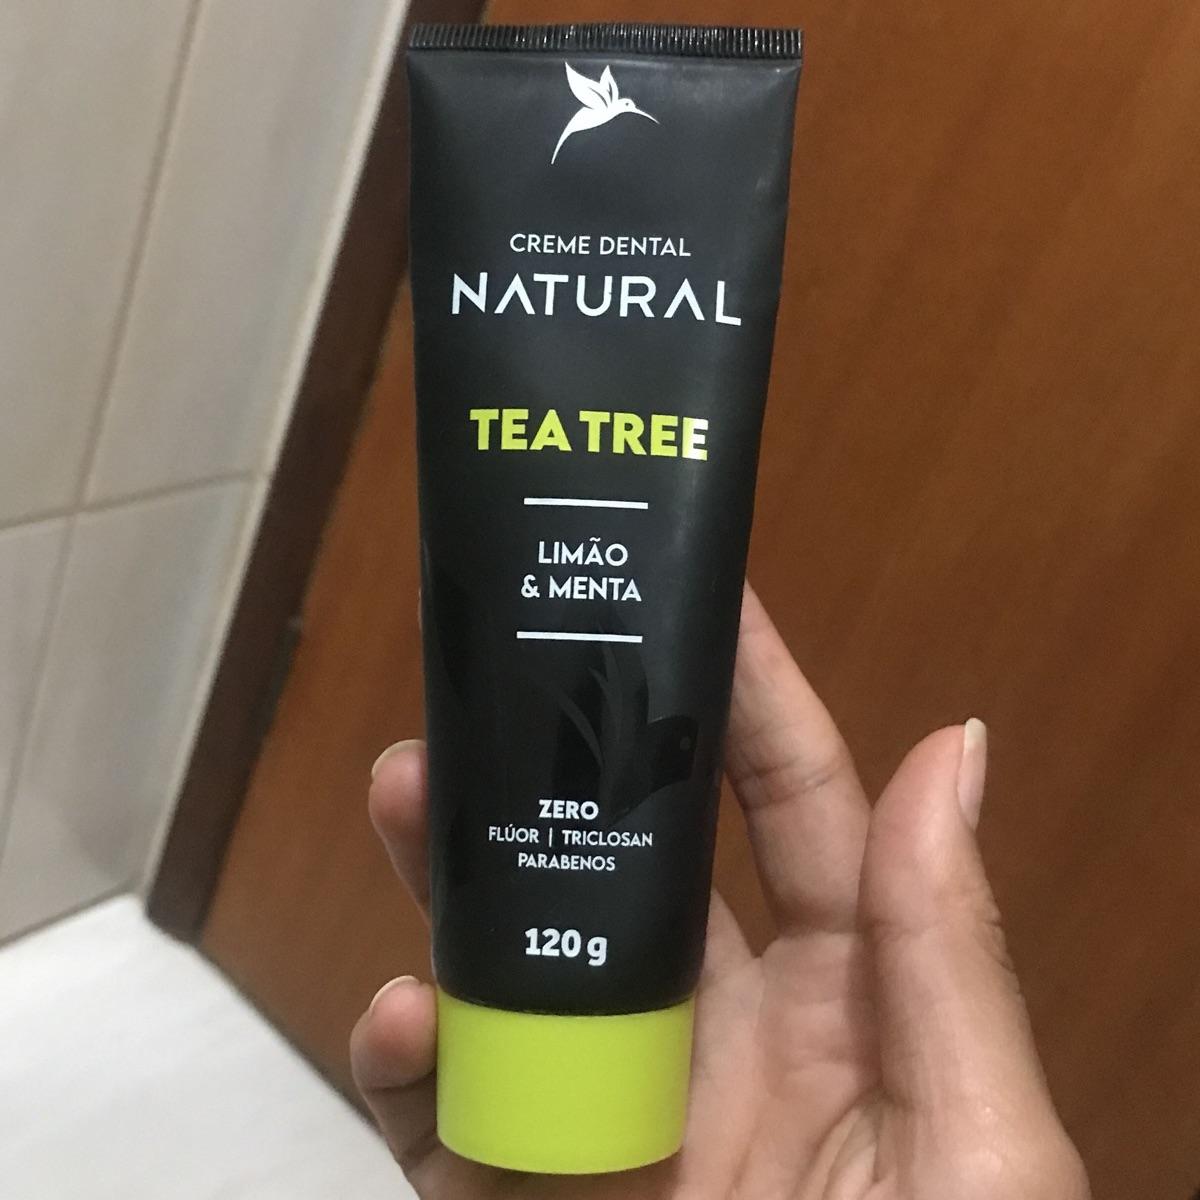 CREME DENTAL
NATURAL
TEA TREE
LIMÃO
& MENTA
ZERO
FLÚOR | TRICLOSAN
PARABENOS
120 g